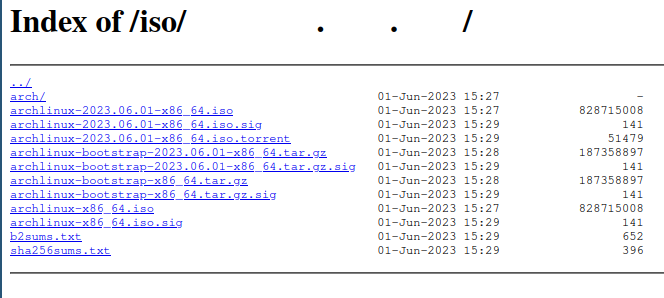 Index of /iso/ . . /
../
arch/ 01-Jun-2023 15:27 -
archlinux-2023.06.01-x86_64.iso 01-Jun-2023 15:27 828715008
archlinux-2023.06.01-x86_64.iso.sig 01-Jun-2023 15:29 141
archlinux-2023.06.01-x86_64.iso.torrent 01-Jun-2023 15:29 51479
archlinux-bootstrap-2023.06.01-x86_64.tar.gz 01-Jun-2023 15:28 187358897
archlinux-bootstrap-2023.06.01-x86_64.tar.gz.sig 01-Jun-2023 15:29 141
archlinux-bootstrap-x86_64.tar.gz 01-Jun-2023 15:28 187358897
archlinux-bootstrap-x86_64.tar.gz.sig 01-Jun-2023 15:29 141
archlinux-x86_64.iso 01-Jun-2023 15:27 828715008
archlinux-x86_64.iso.sig 01-Jun-2023 15:29 141
b2sums.txt 01-Jun-2023 15:29 652
sha256sums.txt 01-Jun-2023 15:29 396